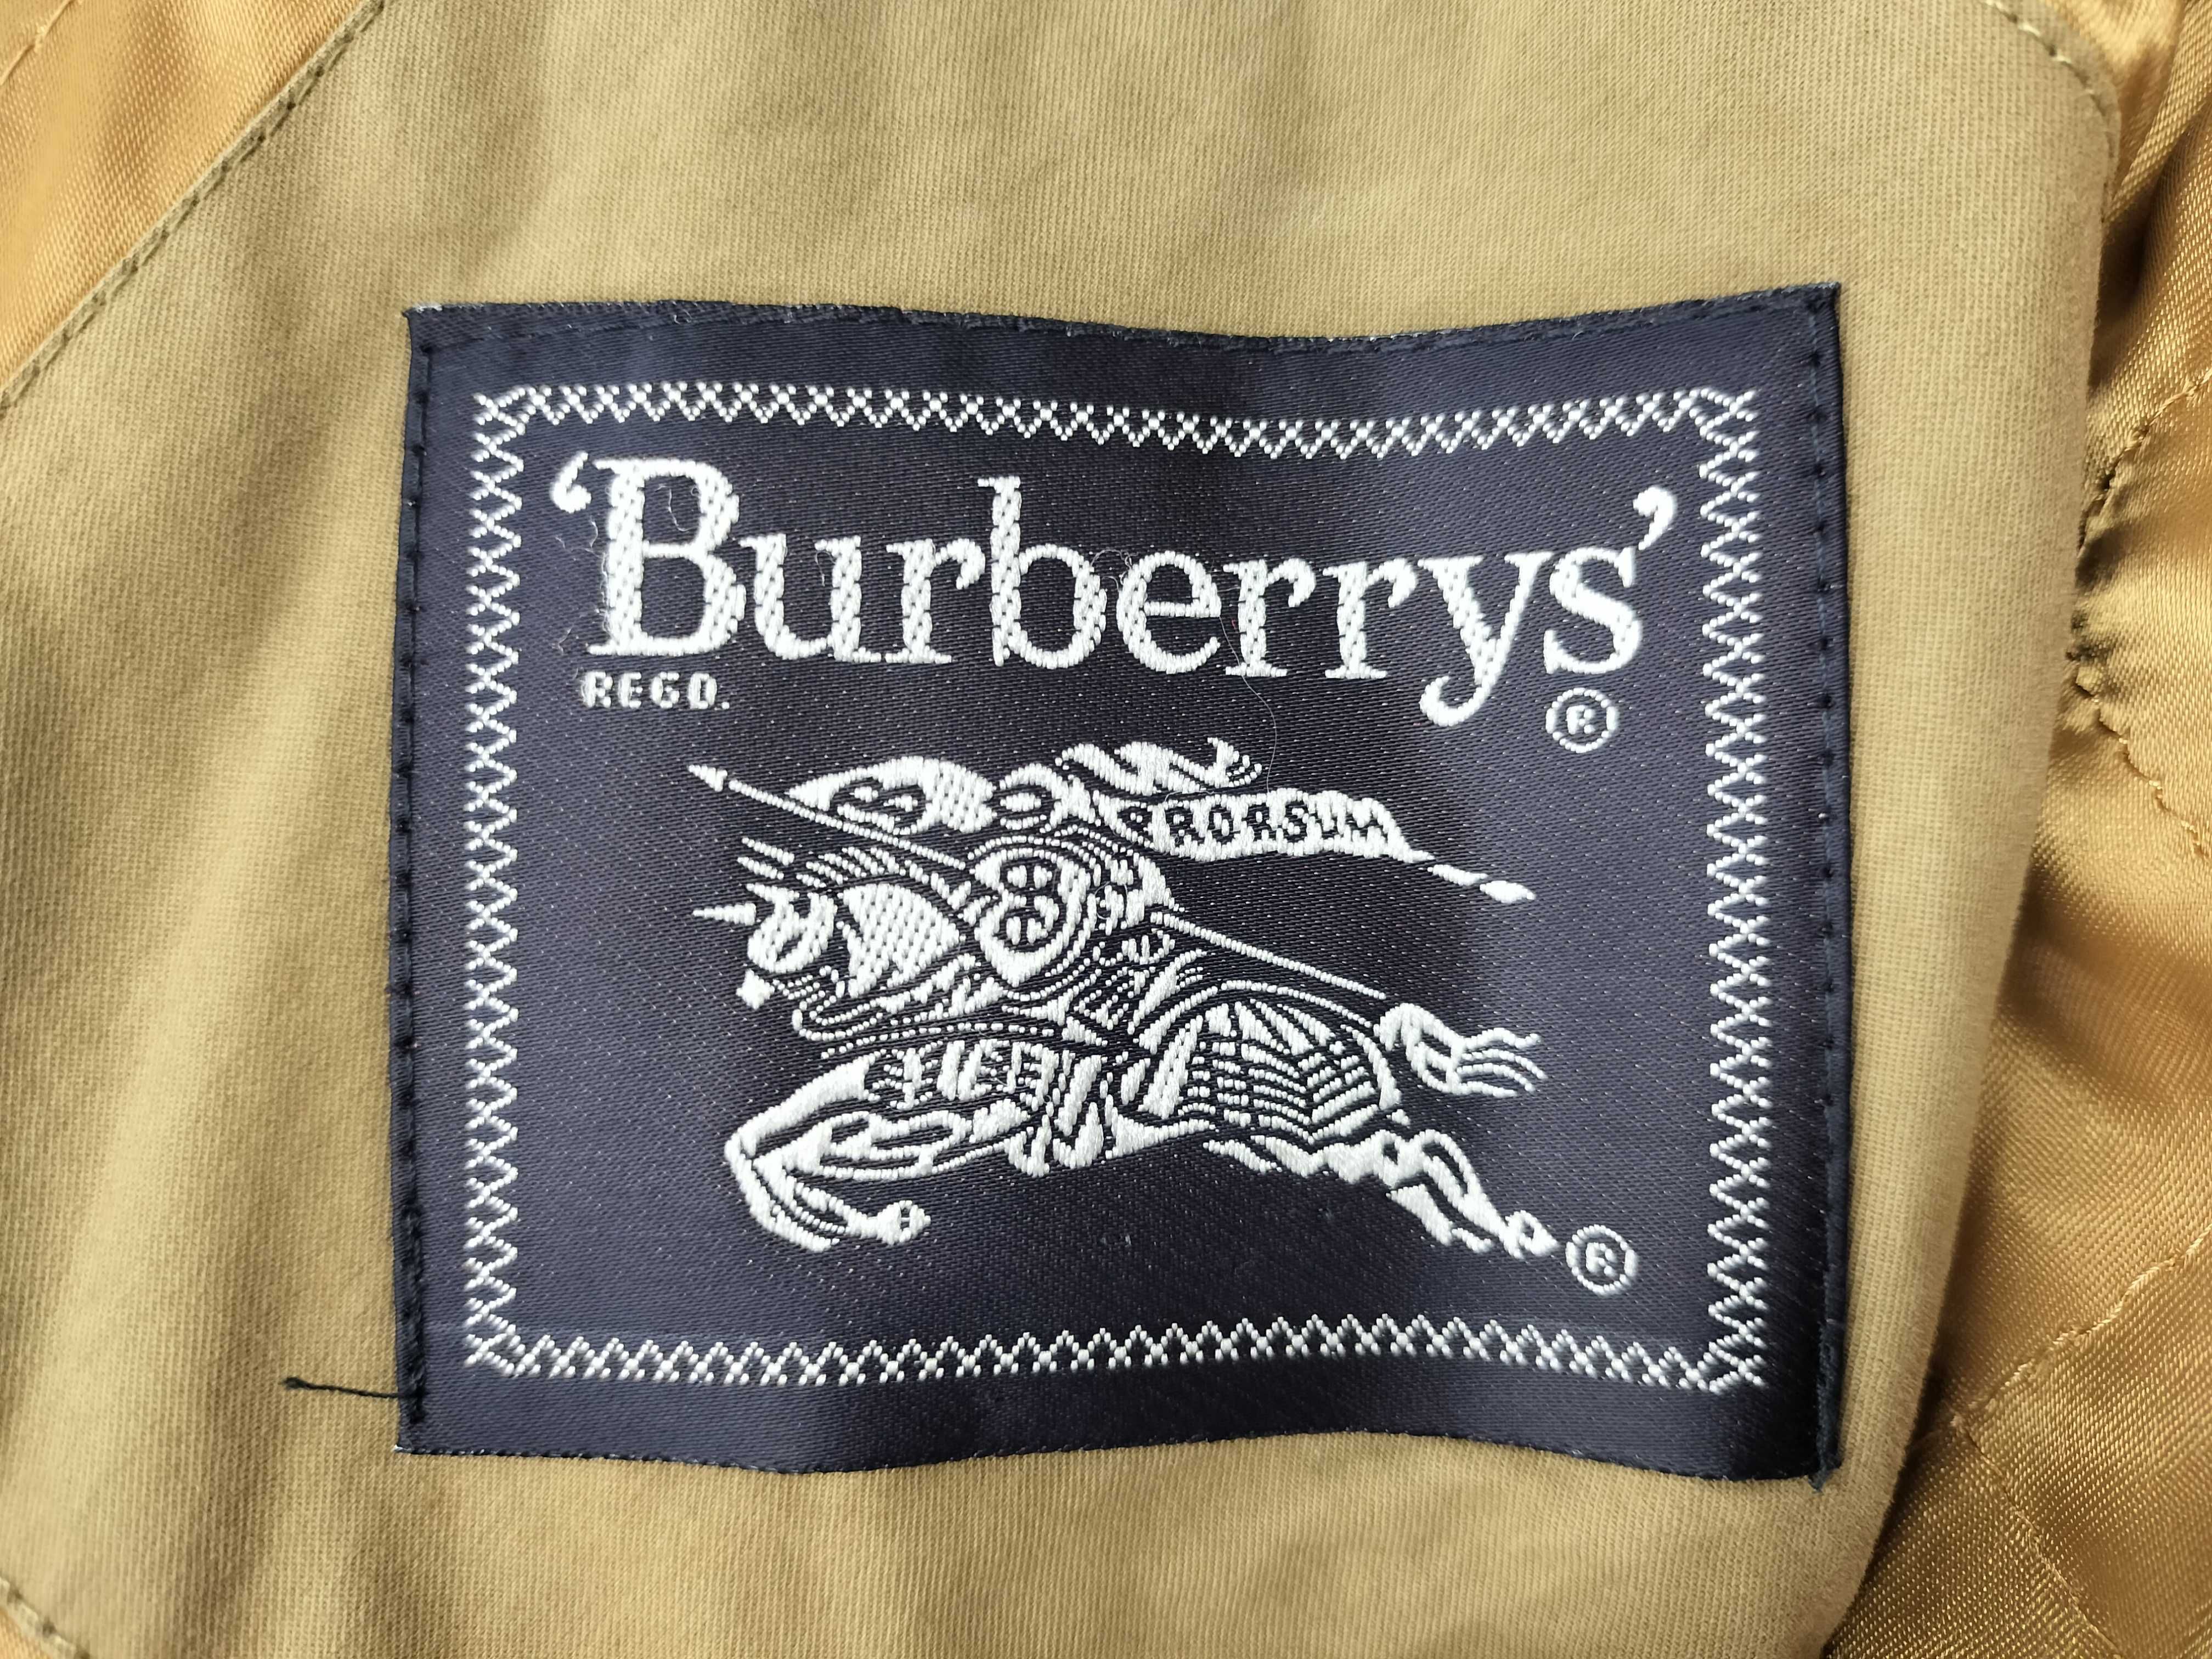 ‘Burberrys’
REGD.
®
PRORSUM
B
®